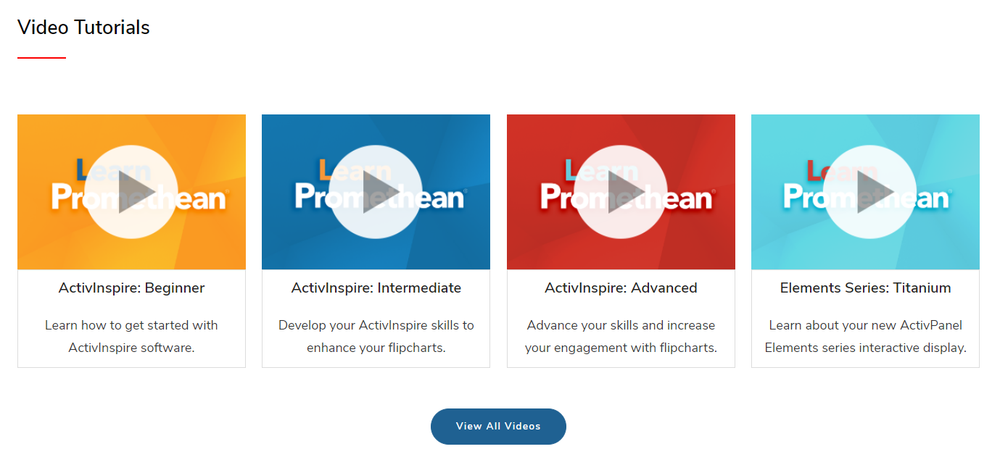 Video Tutorials
Learn
Promethean
Learn
Promethean
Learn
Promethean
Learn
Promethean
ActivInspire: Beginner
Learn how to get started with
ActivInspire software.
ActivInspire: Intermediate
Develop your ActivInspire skills to
enhance your flipcharts.
ActivInspire: Advanced
Advance your skills and increase
your engagement with flipcharts.
Elements Series: Titanium
Learn about your new ActivPanel
Elements series interactive display.
View All Videos